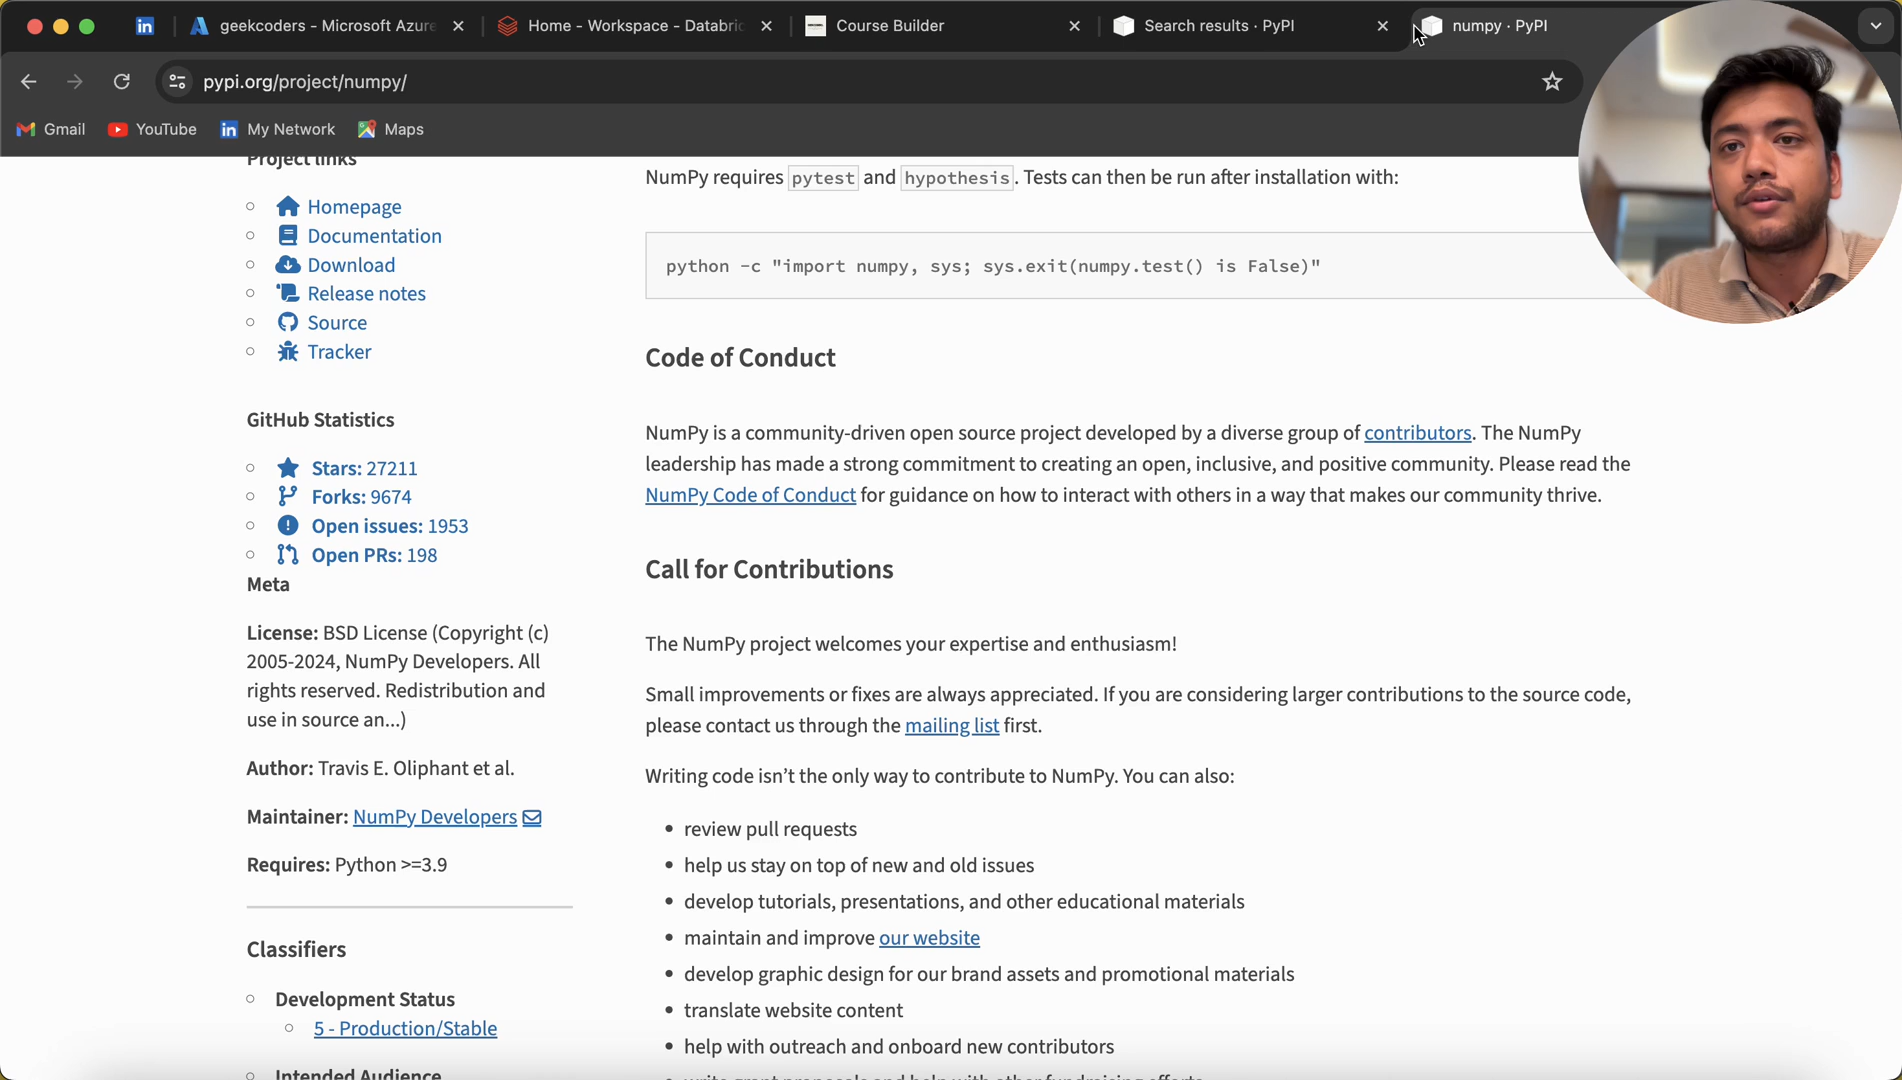 geekcoders - Microsoft Azure
Home - Workspace - Databric
Course Builder
Search results · PyPI
numpy · PyPI
pypi.org/project/numpy/
Gmail
YouTube
My Network
Maps
Project links
Homepage
Documentation
Download
Release notes
Source
Tracker
GitHub Statistics
Stars: 27211
Forks: 9674
Open issues: 1953
Open PRs: 198
Meta
License: BSD License (Copyright (c)
2005-2024, NumPy Developers. All
rights reserved. Redistribution and
use in source an...)
Author: Travis E. Oliphant et al.
Maintainer: NumPy Developers
Requires: Python >=3.9
Classifiers
Development Status
5 - Production/Stable
Intended Audience
NumPy requires pytest and hypothesis. Tests can then be run after installation with:
python -c "import numpy, sys; sys.exit(numpy.test() is False)"
Code of Conduct
NumPy is a community-driven open source project developed by a diverse group of contributors. The NumPy
leadership has made a strong commitment to creating an open, inclusive, and positive community. Please read the
NumPy Code of Conduct for guidance on how to interact with others in a way that makes our community thrive.
Call for Contributions
The NumPy project welcomes your expertise and enthusiasm!
Small improvements or fixes are always appreciated. If you are considering larger contributions to the source code,
please contact us through the mailing list first.
Writing code isn't the only way to contribute to NumPy. You can also:
review pull requests
help us stay on top of new and old issues
develop tutorials, presentations, and other educational materials
maintain and improve our website
develop graphic design for our brand assets and promotional materials
translate website content
help with outreach and onboard new contributors
write grant proposals and help with other fundraising efforts